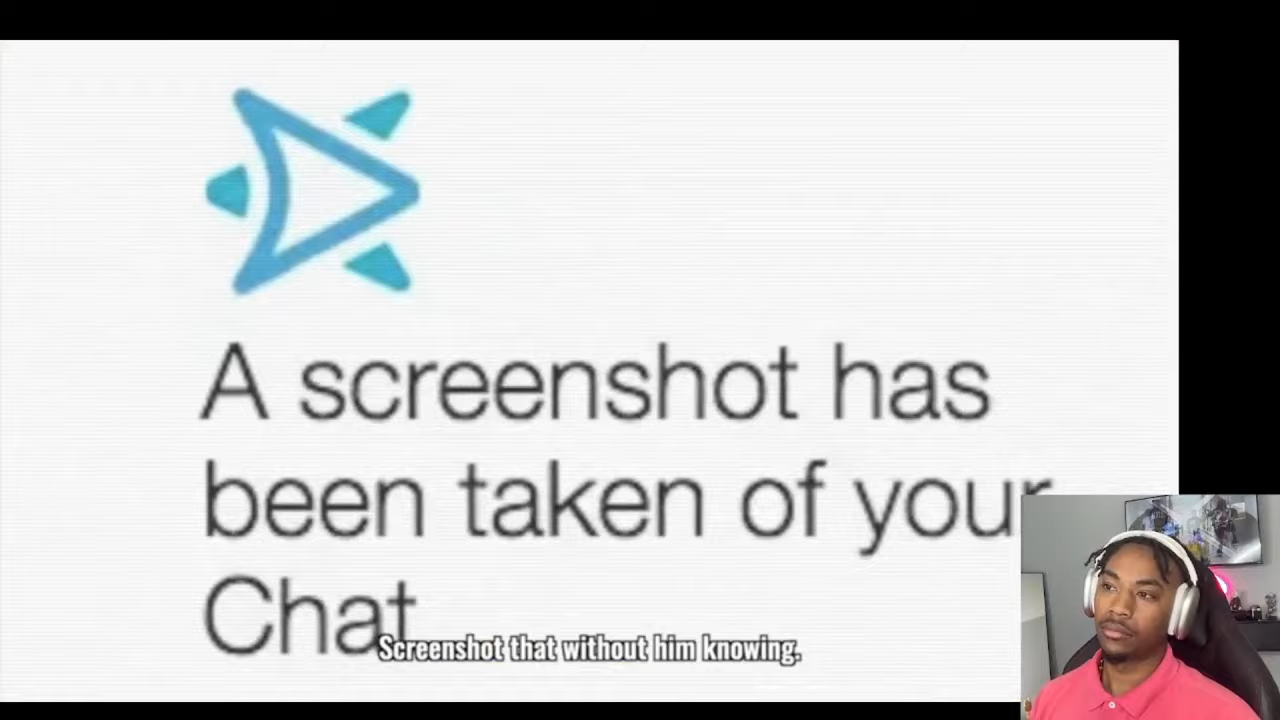 A screenshot has
been taken of your
Chat
Screenshot that without him knowing.